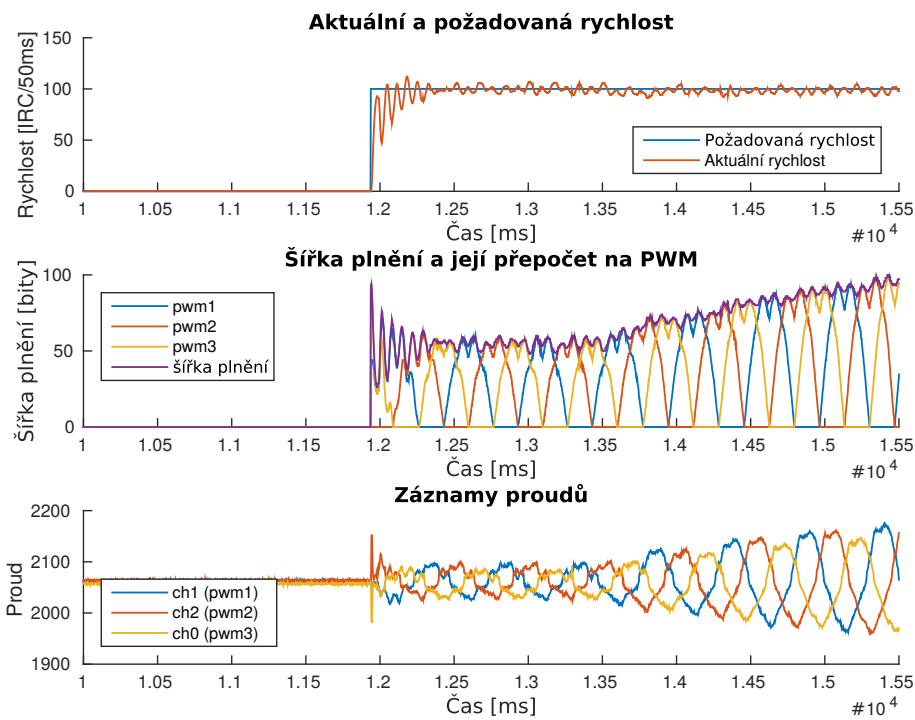 Aktuální a požadovaná rychlost
Rychlost [IRC/50ms]
150
100
50
0
Požadovaná rychlost
Aktuální rychlost
1 1.05 1.1 1.15 1.2 1.25 1.3 1.35 1.4 1.45 1.5 1.55
Čas [ms]
#10 4
Šířka plnění a její přepočet na PWM
Šířka plnění [bity]
100
50
0
pwm1
pwm2
pwm3
šířka plnění
1 1.05 1.1 1.15 1.2 1.25 1.3 1.35 1.4 1.45 1.5 1.55
Čas [ms]
#10 4
Záznamy proudů
Proud
2200
2100
2000
1900
ch1 (pwm1)
ch2 (pwm2)
ch0 (pwm3)
1 1.05 1.1 1.15 1.2 1.25 1.3 1.35 1.4 1.45 1.5 1.55
Čas [ms]
#10 4